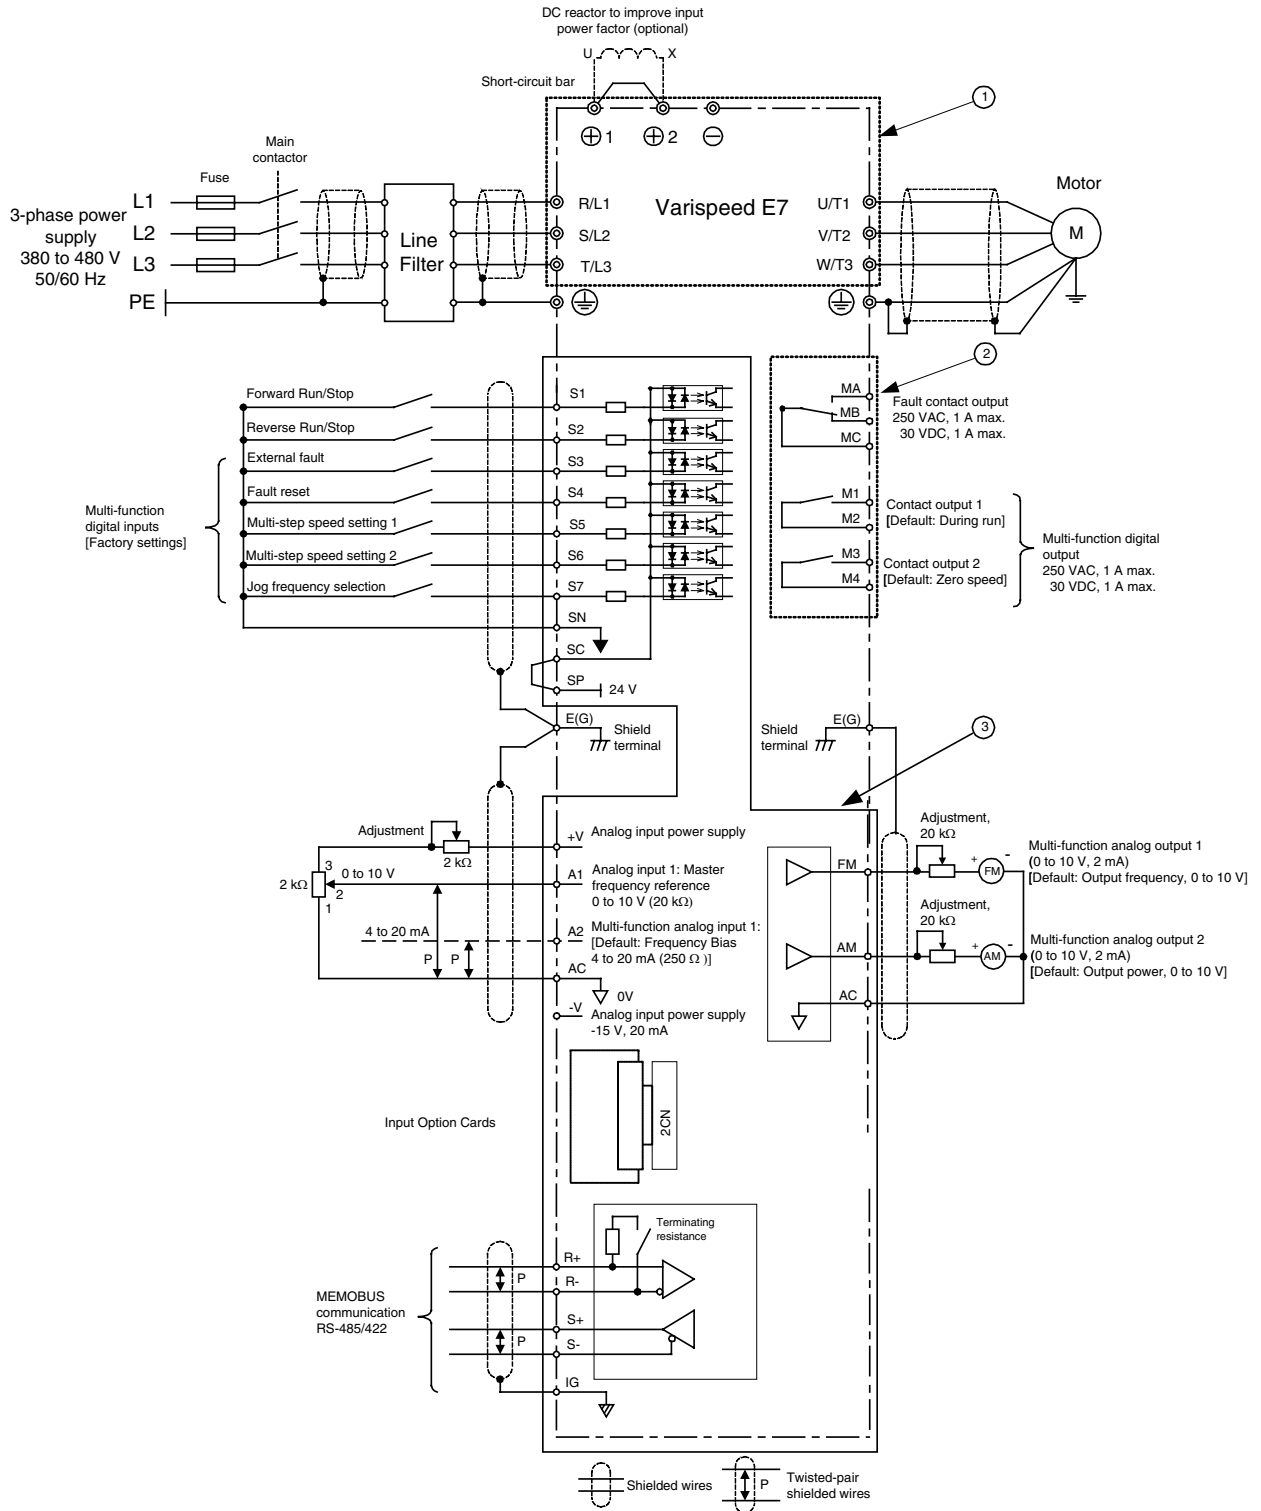 DC reactor to improve input
power factor (optional)
U
X
Short-circuit bar
1
⊕ 1
⊕ 2
⊖
Main
contactor
Fuse
3-phase power
supply
380 to 480 V
50/60 Hz
L1
L2
L3
PE
Line
Filter
R/L1
S/L2
T/L3
Varispeed E7
U/T1
V/T2
W/T3
Motor
M
2
Forward Run/Stop
Reverse Run/Stop
External fault
Fault reset
Multi-step speed setting 1
Multi-step speed setting 2
Jog frequency selection
Multi-function
digital inputs
[Factory settings]
S1
S2
S3
S4
S5
S6
S7
SN
SC
SP
24 V
E(G)
Shield
terminal
MA
MB
MC
Fault contact output
250 VAC, 1 A max.
30 VDC, 1 A max.
M1
M2
Contact output 1
[Default: During run]
M3
M4
Contact output 2
[Default: Zero speed]
Multi-function digital
output
250 VAC, 1 A max.
30 VDC, 1 A max.
Shield
terminal
E(G)
3
Adjustment
2 kΩ
2 kΩ
3
2
1
0 to 10 V
4 to 20 mA
P
P
+V
Analog input power supply
A1
Analog input 1: Master
frequency reference
0 to 10 V (20 kΩ)
A2
Multi-function analog input 1:
[Default: Frequency Bias
4 to 20 mA (250 Ω )]
AC
0V
-V
Analog input power supply
-15 V, 20 mA
FM
AM
AC
Adjustment,
20 kΩ
+
FM
-
Multi-function analog output 1
(0 to 10 V, 2 mA)
[Default: Output frequency, 0 to 10 V]
Adjustment,
20 kΩ
+
AM
-
Multi-function analog output 2
(0 to 10 V, 2 mA)
[Default: Output power, 0 to 10 V]
Input Option Cards
2CN
Terminating
resistance
MEMOBUS
communication
RS-485/422
P
P
R+
R-
S+
S-
IG
Shielded wires
P
Twisted-pair
shielded wires